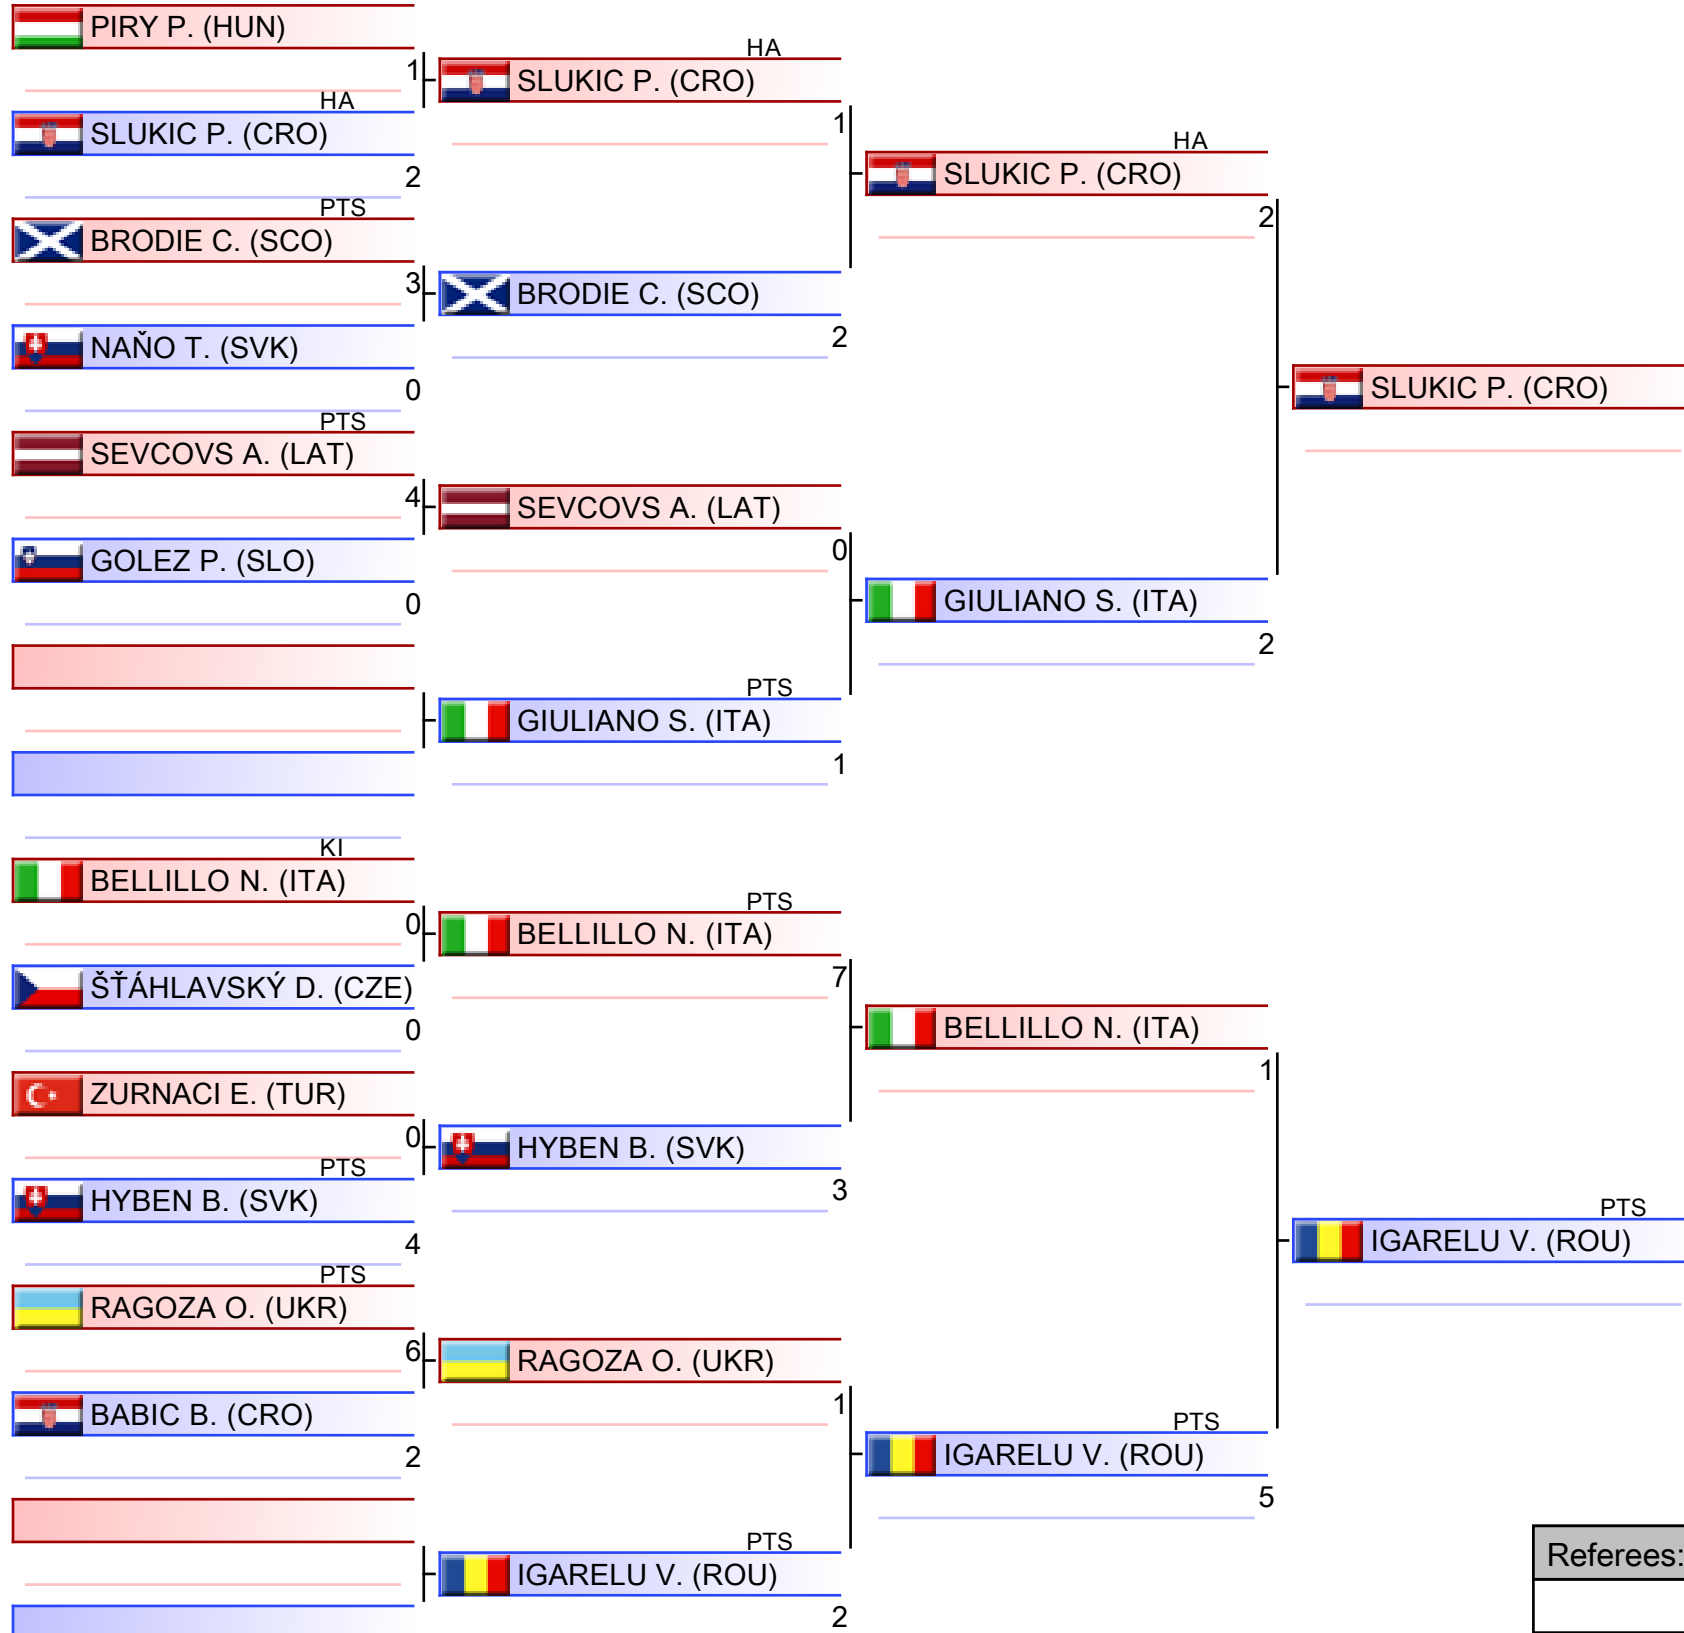 PIRY P. (HUN)
1
HA
SLUKIC P. (CRO)
2
PTS
BRODIE C. (SCO)
3
NAŇO T. (SVK)
0
PTS
SEVCOVS A. (LAT)
4
GOLEZ P. (SLO)
0
KI
BELLILLO N. (ITA)
0
ŠŤÁHLAVSKÝ D. (CZE)
0
ZURNACI E. (TUR)
0
PTS
HYBEN B. (SVK)
4
PTS
RAGOZA O. (UKR)
6
BABIC B. (CRO)
2
HA
SLUKIC P. (CRO)
1
BRODIE C. (SCO)
2
SEVCOVS A. (LAT)
0
PTS
GIULIANO S. (ITA)
1
PTS
BELLILLO N. (ITA)
7
HYBEN B. (SVK)
3
RAGOZA O. (UKR)
1
PTS
IGARELU V. (ROU)
2
HA
SLUKIC P. (CRO)
2
GIULIANO S. (ITA)
2
BELLILLO N. (ITA)
1
PTS
IGARELU V. (ROU)
5
SLUKIC P. (CRO)
PTS
IGARELU V. (ROU)
Referees: